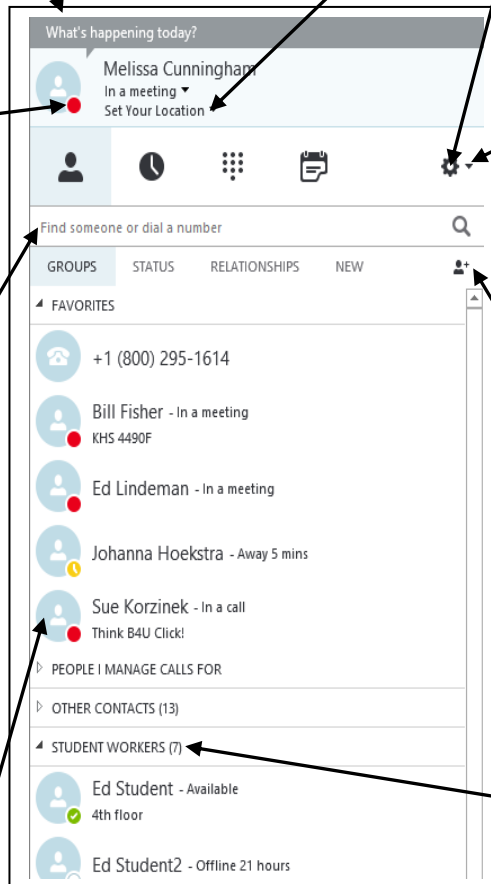 What's happening today?
Melissa Cunningham
In a meeting
Set Your Location
Find someone or dial a number
GROUPS STATUS RELATIONSHIPS NEW
FAVORITES
+1 (800) 295-1614
Bill Fisher - In a meeting
KHS 4490F
Ed Lindeman - In a meeting
Johanna Hoekstra - Away 5 mins
Sue Korzinek - In a call
Think B4U Click!
PEOPLE I MANAGE CALLS FOR
OTHER CONTACTS (13)
STUDENT WORKERS (7)
Ed Student - Available
4th floor
Ed Student2 - Offline 21 hours